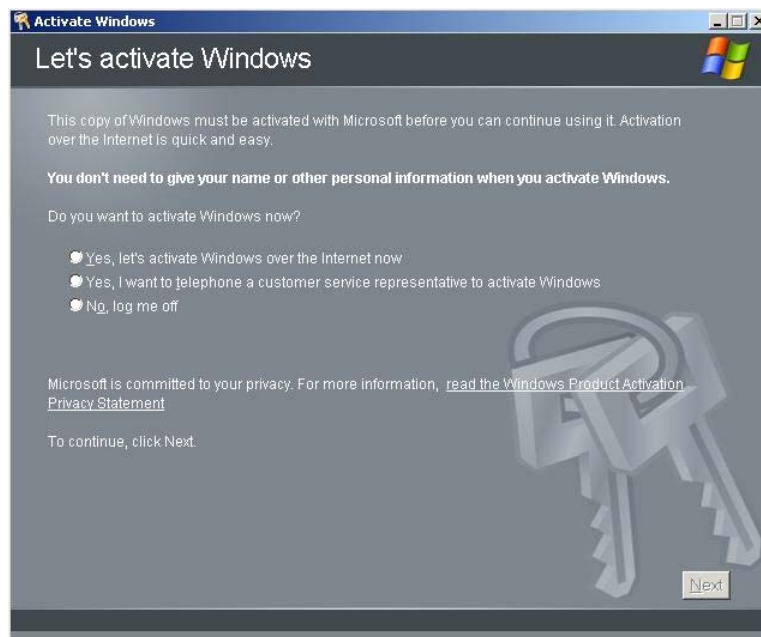 Activate Windows
Let's activate Windows
This copy of Windows must be activated with Microsoft before you can continue using it. Activation
over the Internet is quick and easy.
You don't need to give your name or other personal information when you activate Windows.
Do you want to activate Windows now?
Yes, let's activate Windows over the Internet now
Yes, I want to telephone a customer service representative to activate Windows
No, log me off
Microsoft is committed to your privacy. For more information, read the Windows Product Activation
Privacy Statement
To continue, click Next.
Next